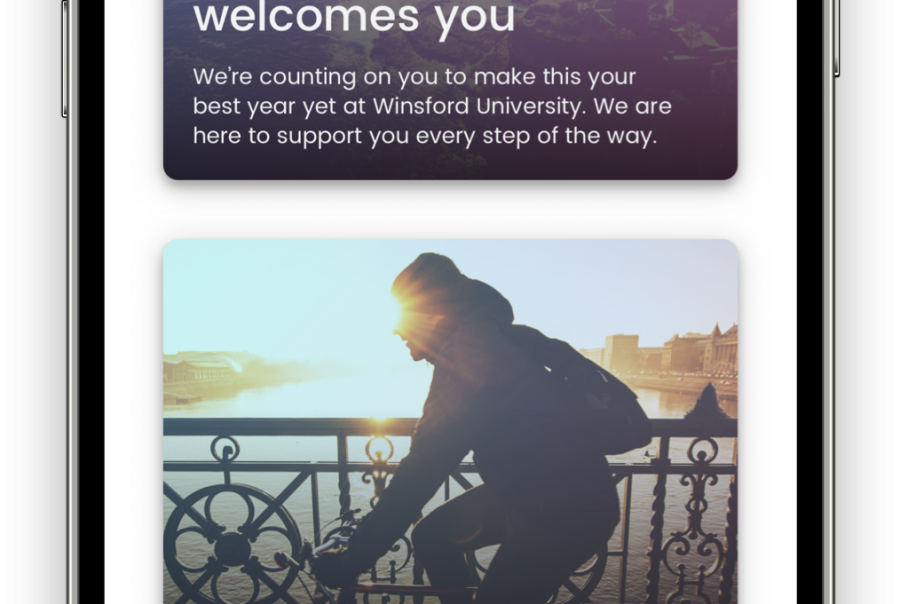 welcomes you
We're counting on you to make this your
best year yet at Winsford University. We are
here to support you every step of the way.